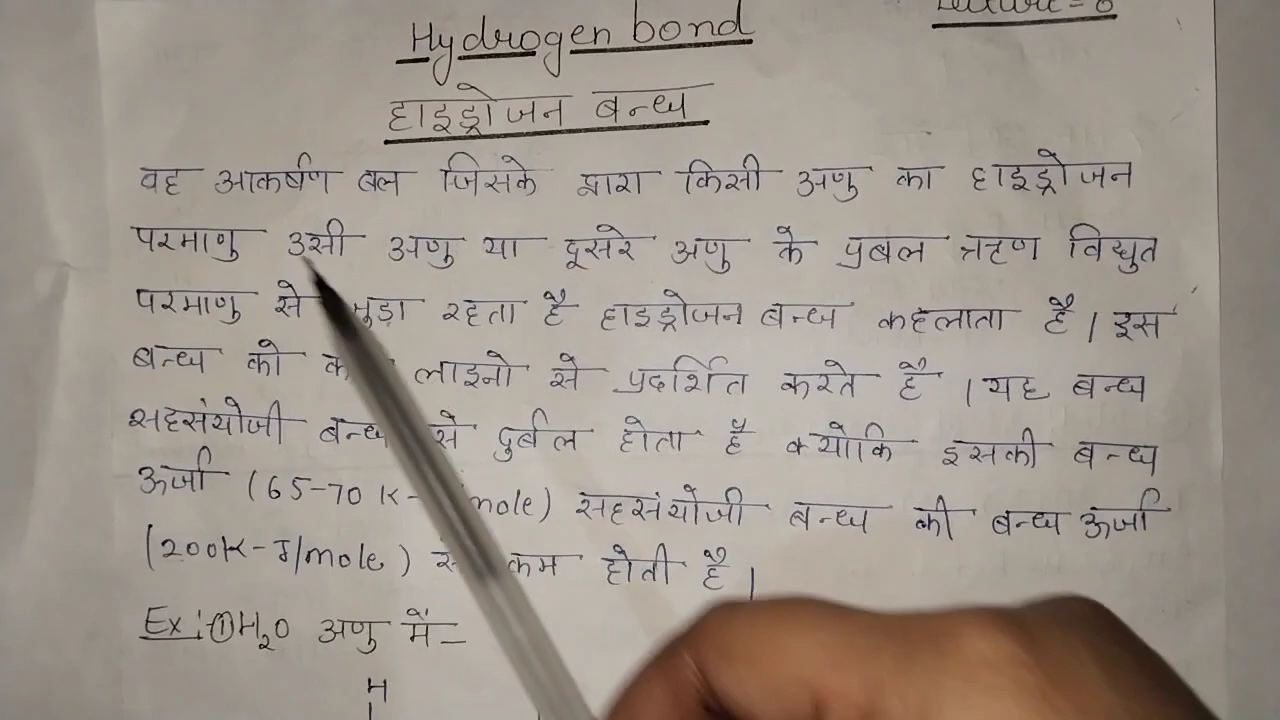 Hydrogen bond
हाइड्रोजन बन्ध
वह आकर्षण बल जिसके द्वारा किसी अणु का हाइड्रोजन
परमाणु उसी अणु या दूसरे अणु के प्रबल ऋण विद्युत
परमाणु से जुड़ा रहता है हाइड्रोजन बन्ध कहलाता है। इस
बन्ध को लाइनो से प्रदर्शित करते है। यह बन्ध
सहसंयोजी बन्ध से दुर्बल होता है क्योकि इसकी बन्ध
ऊर्जा (65-70 K- mole) सहसंयोजी बन्ध की बन्ध ऊर्जा
(200K-J/mole) कम होती है।
Ex:① H₂O अणु में-
H